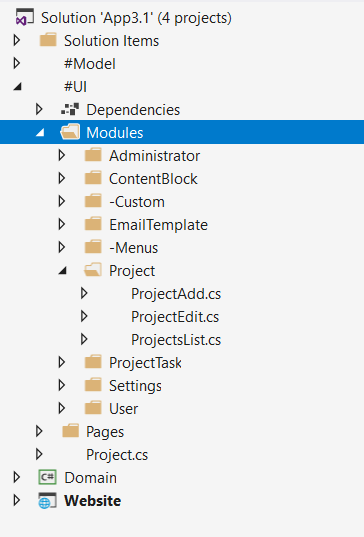 Solution 'App3.1' (4 projects)
Solution Items
#Model
#UI
Dependencies
Modules
Administrator
ContentBlock
-Custom
EmailTemplate
-Menus
Project
ProjectAdd.cs
ProjectEdit.cs
ProjectsList.cs
ProjectTask
Settings
User
Pages
Project.cs
C# Domain
Website